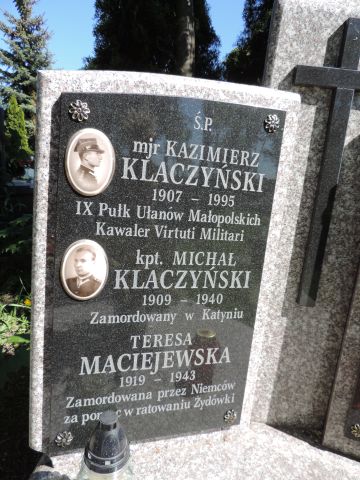 Ś.P.
mjr KAZIMIERZ
KLACZYŃSKI
1907 - 1995
IX Pułk Ułanów Małopolskich
Kawaler Virtuti Militari
kpt. MICHAŁ
KLACZYŃSKI
1909 - 1940
Zamordowany w Katyniu
TERESA
MACIEJEWSKA
1919 - 1943
Zamordowana przez Niemców
za pomoc w ratowaniu Żydówki